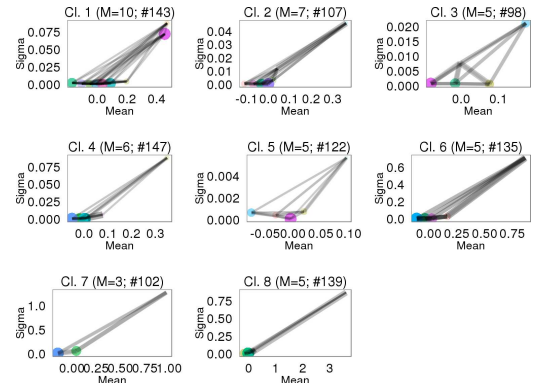 Cl. 1 (M=10; #143)
Sigma
0.075
0.050
0.025
0.000
0.0 0.2 0.4
Mean
Cl. 2 (M=7; #107)
Sigma
0.04
0.03
0.02
0.01
0.00
-0.1 0.0 0.1 0.2 0.3
Mean
Cl. 3 (M=5; #98)
Sigma
0.020
0.015
0.010
0.005
0.000
0.0 0.1
Mean
Cl. 4 (M=6; #147)
Sigma
0.075
0.050
0.025
0.000
0.0 0.1 0.2 0.3
Mean
Cl. 5 (M=5; #122)
Sigma
0.004
0.002
0.000
-0.05 0.00 0.05 0.10
Mean
Cl. 6 (M=5; #135)
Sigma
0.6
0.4
0.2
0.0
0.00 0.25 0.50 0.75
Mean
Cl. 7 (M=3; #102)
Sigma
1.0
0.5
0.0
0.00 0.25 0.50 0.75 1.00
Mean
Cl. 8 (M=5; #139)
Sigma
0.75
0.50
0.25
0.00
0 1 2 3
Mean